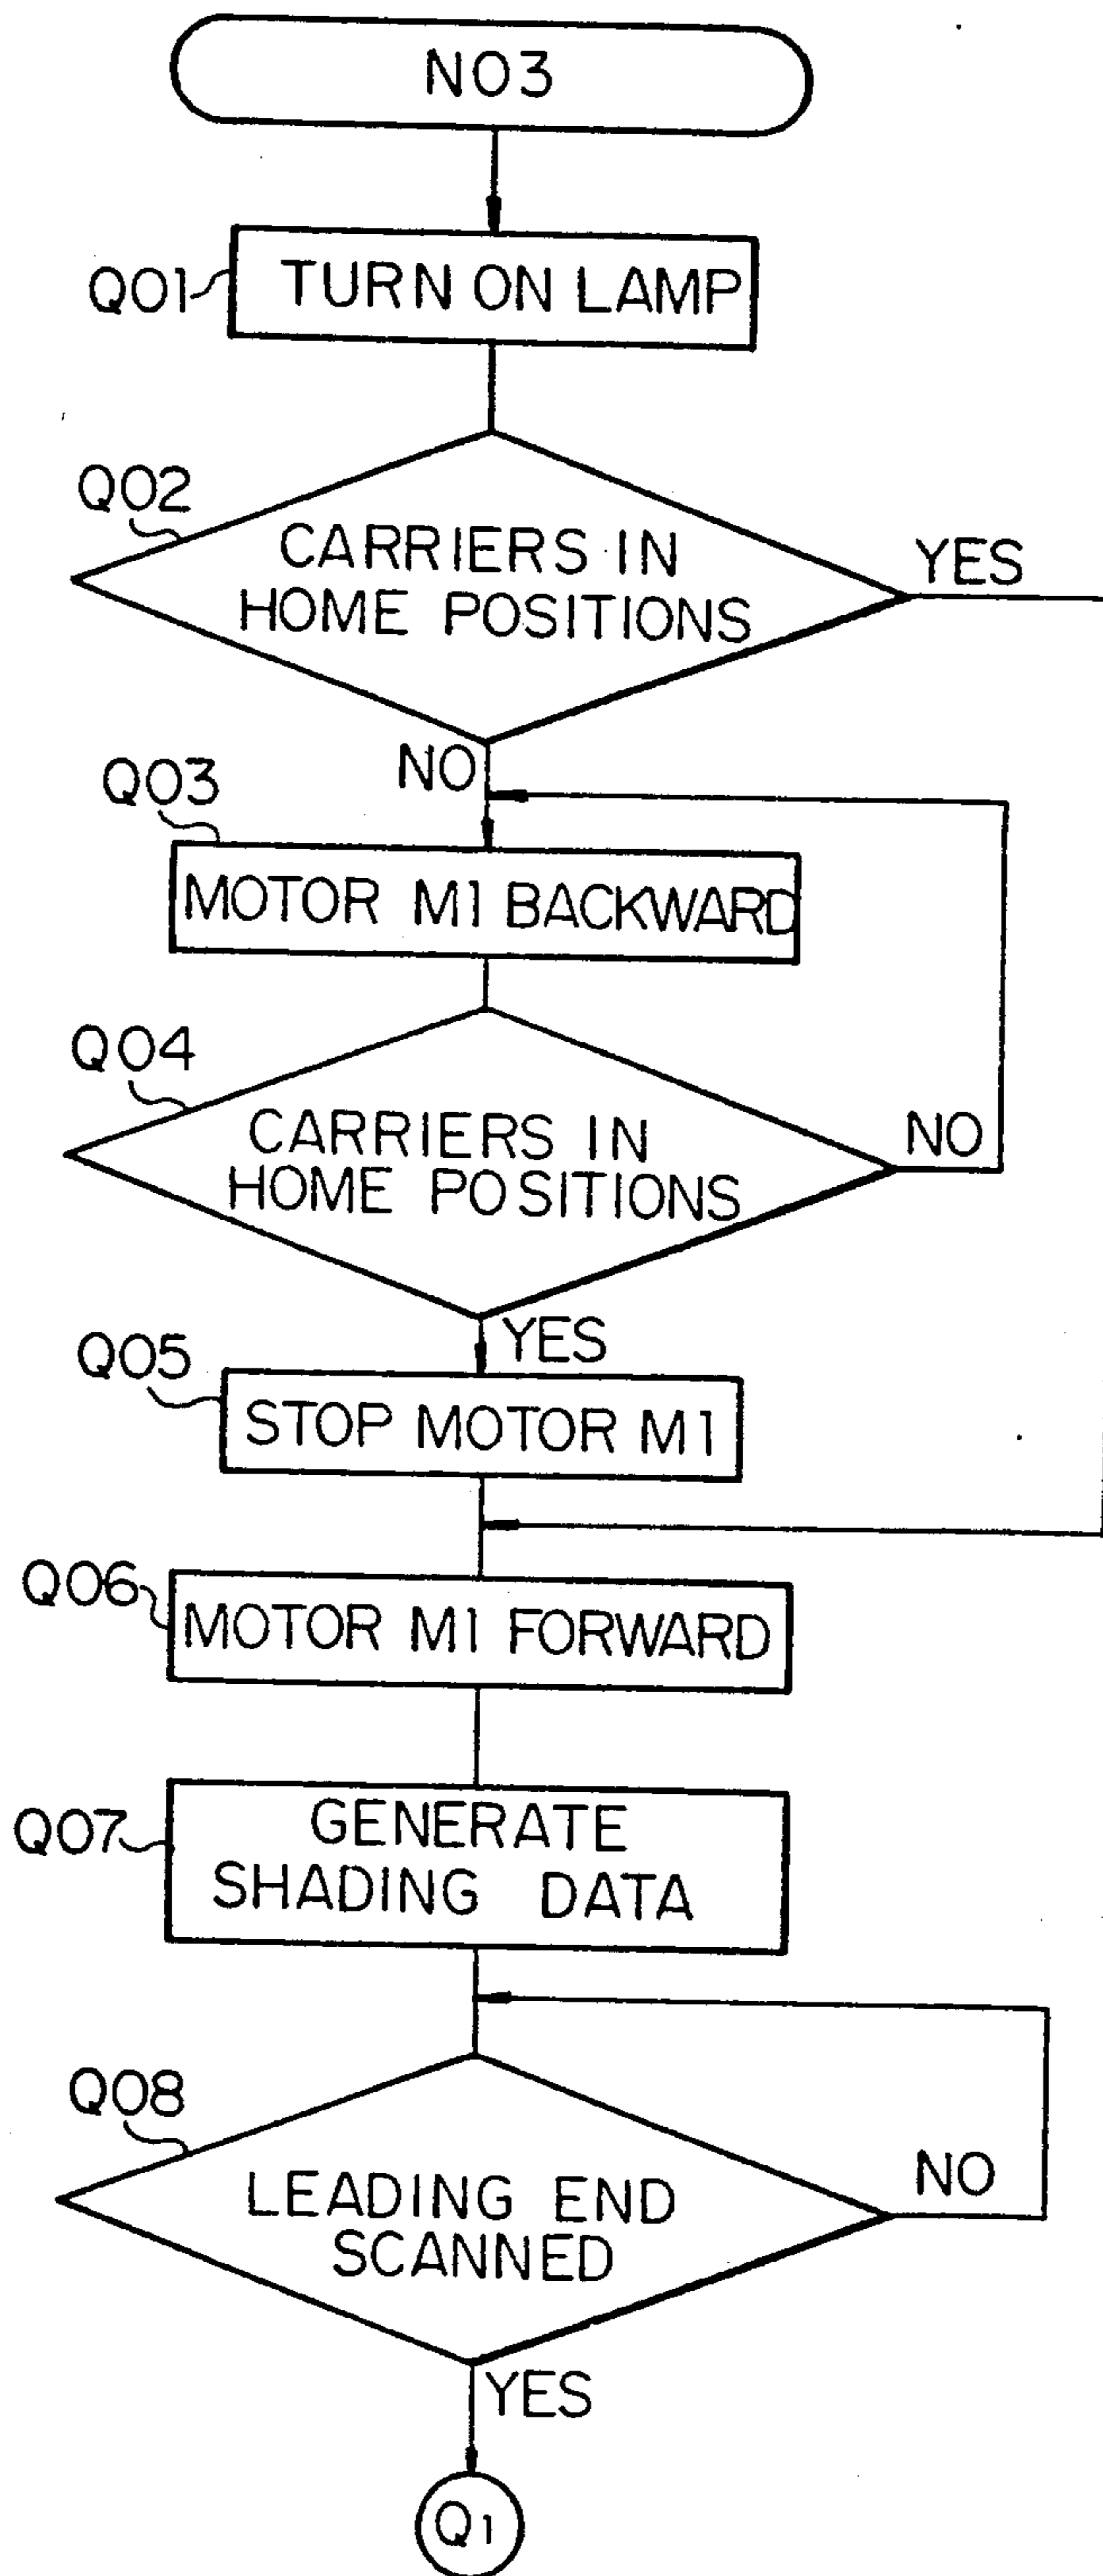 NO3
Q01
TURN ON LAMP
Q02
CARRIERS IN
HOME POSITIONS
YES
NO
Q03
MOTOR M1 BACKWARD
Q04
CARRIERS IN
HOME POSITIONS
NO
YES
Q05
STOP MOTOR M1
Q06
MOTOR M1 FORWARD
Q07
GENERATE
SHADING DATA
Q08
LEADING END
SCANNED
NO
YES
Q1